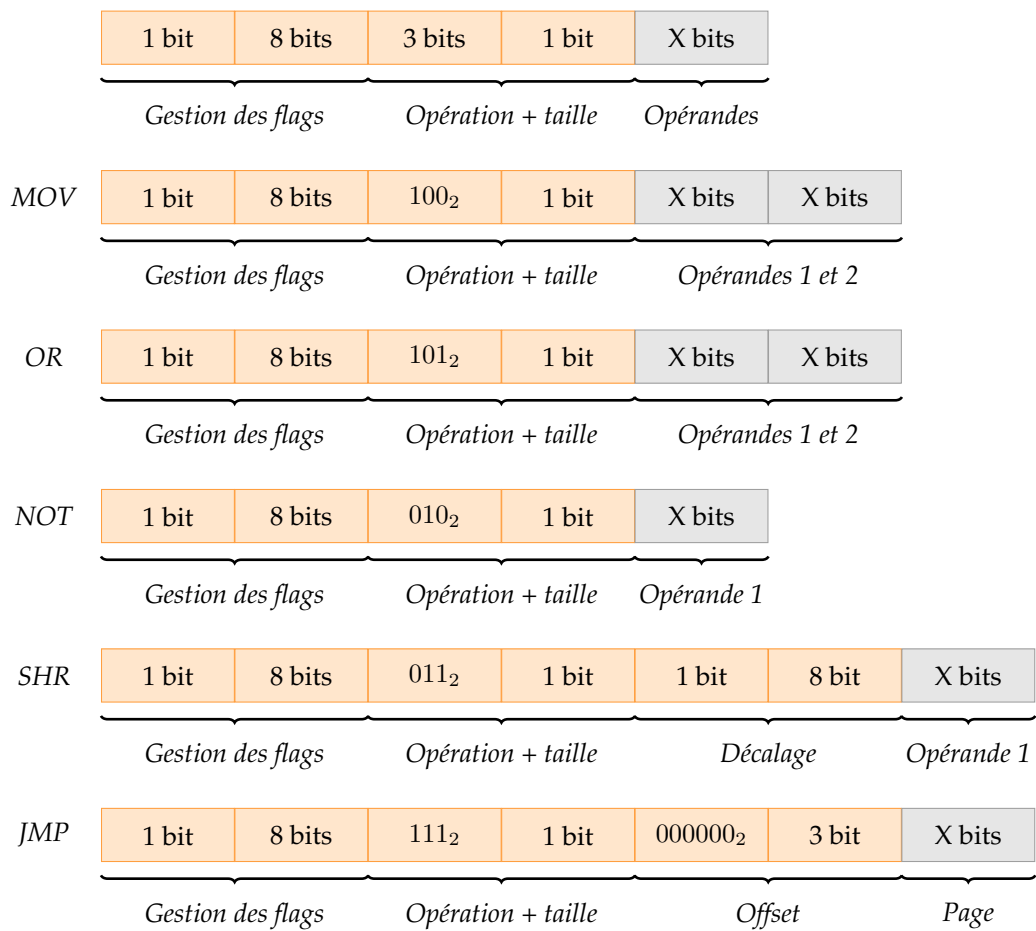 1 bit 8 bits 3 bits 1 bit X bits
Gestion des flags Opération + taille Opérandes
MOV 1 bit 8 bits 100₂ 1 bit X bits X bits
Gestion des flags Opération + taille Opérandes 1 et 2
OR 1 bit 8 bits 101₂ 1 bit X bits X bits
Gestion des flags Opération + taille Opérandes 1 et 2
NOT 1 bit 8 bits 010₂ 1 bit X bits
Gestion des flags Opération + taille Opérande 1
SHR 1 bit 8 bits 011₂ 1 bit 1 bit 8 bit X bits
Gestion des flags Opération + taille Décalage Opérande 1
JMP 1 bit 8 bits 111₂ 1 bit 000000₂ 3 bit X bits
Gestion des flags Opération + taille Offset Page